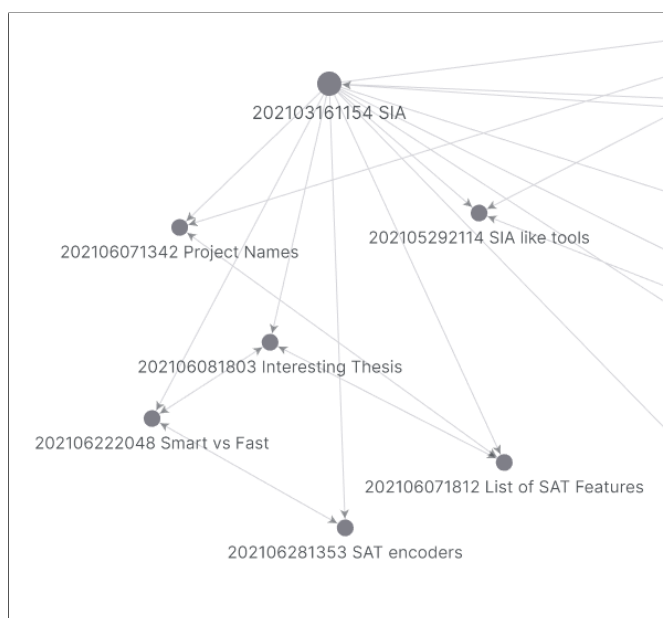 202103161154 SIA
202105292114 SIA like tools
202106071342 Project Names
202106081803 Interesting Thesis
202106222048 Smart vs Fast
202106071812 List of SAT Features
202106281353 SAT encoders